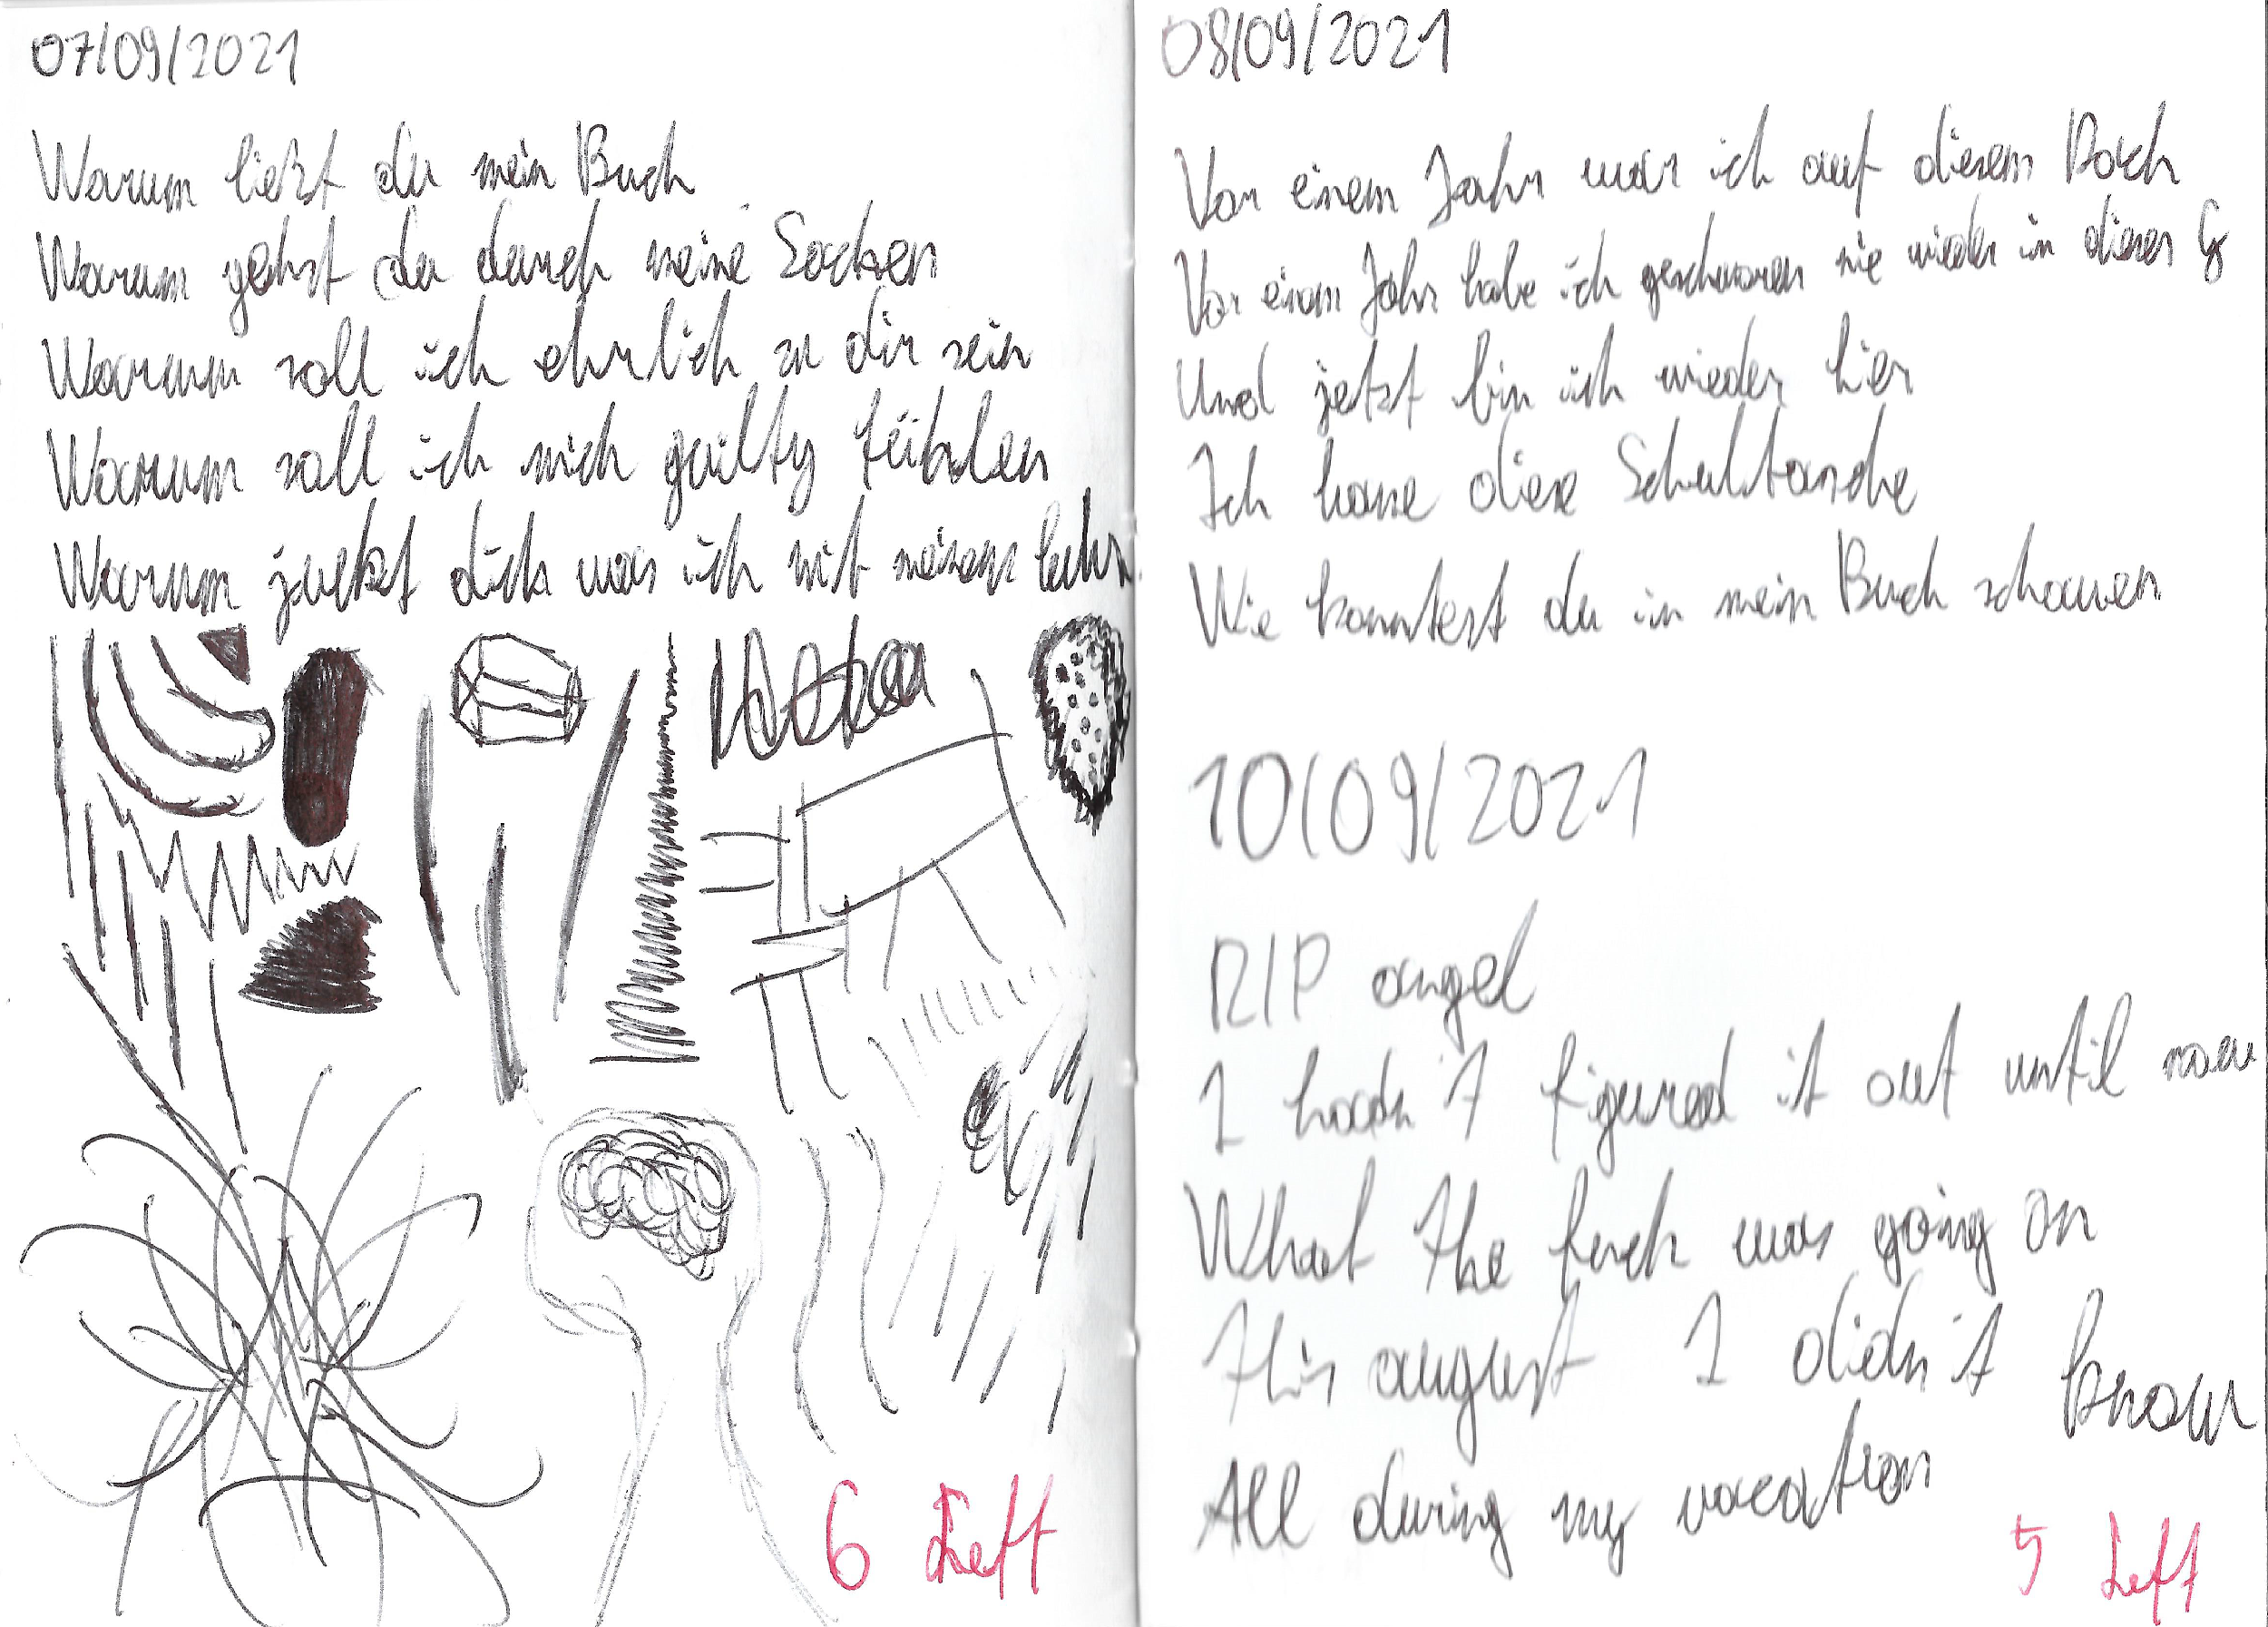 07/09/2021
Warum ließt du mein Buch
Warum gehst du durch meine Socken
Warum soll ich ehrlich zu dir sein
Warum soll ich mich guilty fühlen
Warum juckt dich was ich mit meinem
6 Left
08/09/2021
Vor einem Jahr war ich auf diesem Dach
Vor einem Jahr habe ich geschworen nie wieder in dieses G
Und jetzt bin ich wieder hier
Ich hasse diese Schultasche
Wie konntest du in mein Buch schauen
10/09/2021
RIP angel
I hadn't figured it out until now
What the fuck was going on
this august I didn't know
All during my vacation
5 Left